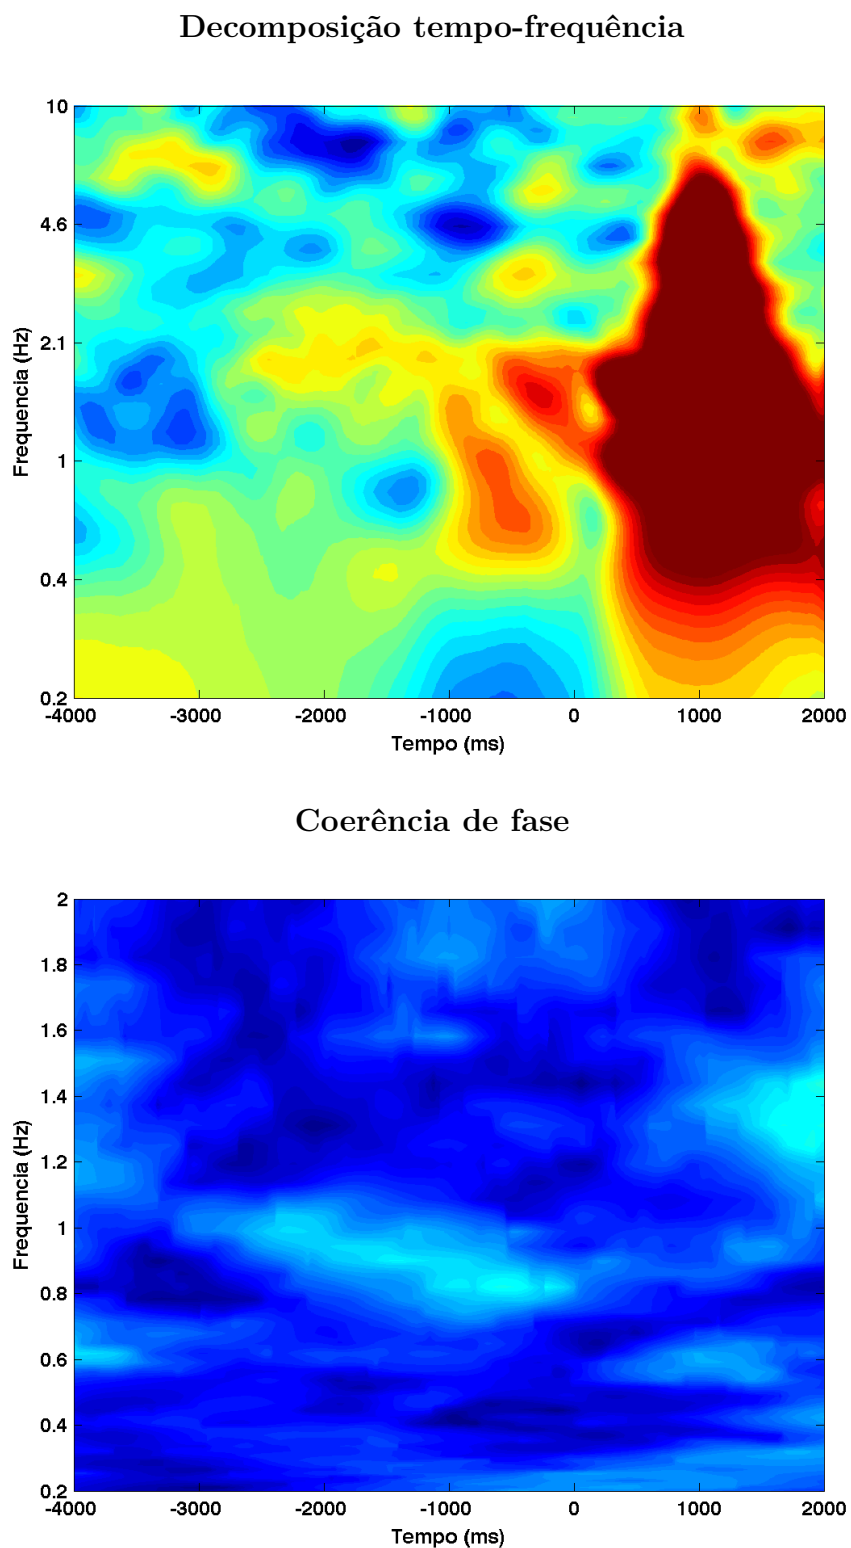 Decomposição tempo-frequência
10
4.6
2.1
1
0.4
0.2
Frequencia (Hz)
-4000 -3000 -2000 -1000 0 1000 2000
Tempo (ms)
Coerência de fase
2
1.8
1.6
1.4
1.2
1
0.8
0.6
0.4
0.2
Frequencia (Hz)
-4000 -3000 -2000 -1000 0 1000 2000
Tempo (ms)